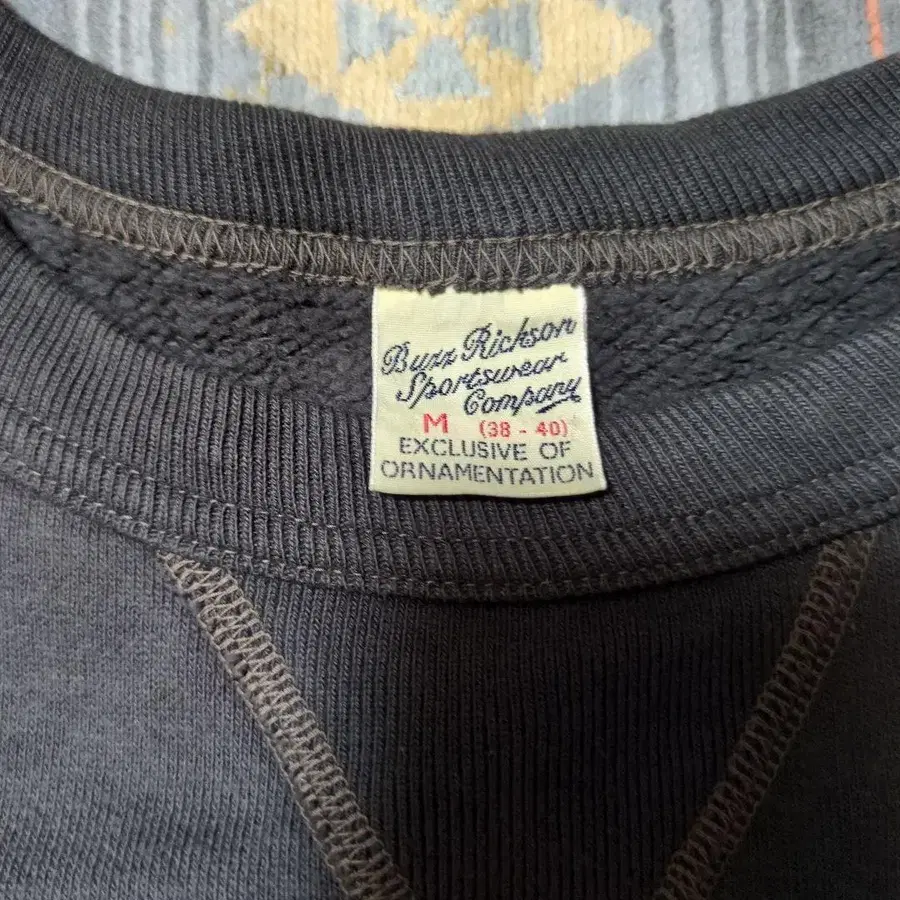 Buzz Rickson
Sportswear
Company
M (38 - 40)
EXCLUSIVE OF
ORNAMENTATION